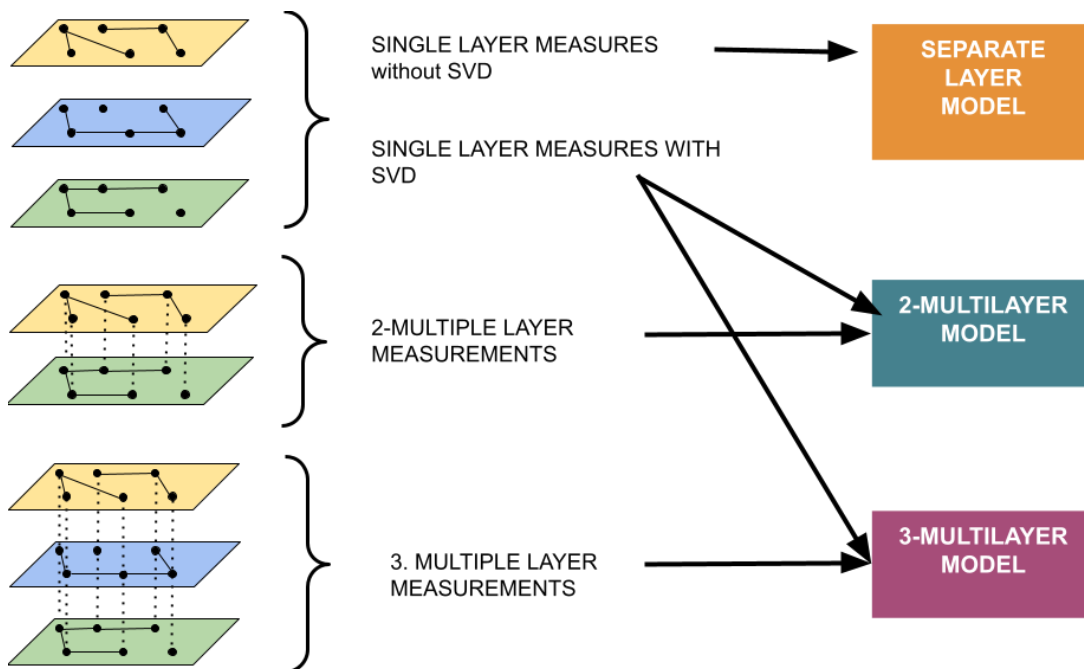 SINGLE LAYER MEASURES
without SVD
SEPARATE
LAYER
MODEL
SINGLE LAYER MEASURES WITH
SVD
2-MULTIPLE LAYER
MEASUREMENTS
2-MULTILAYER
MODEL
3. MULTIPLE LAYER
MEASUREMENTS
3-MULTILAYER
MODEL